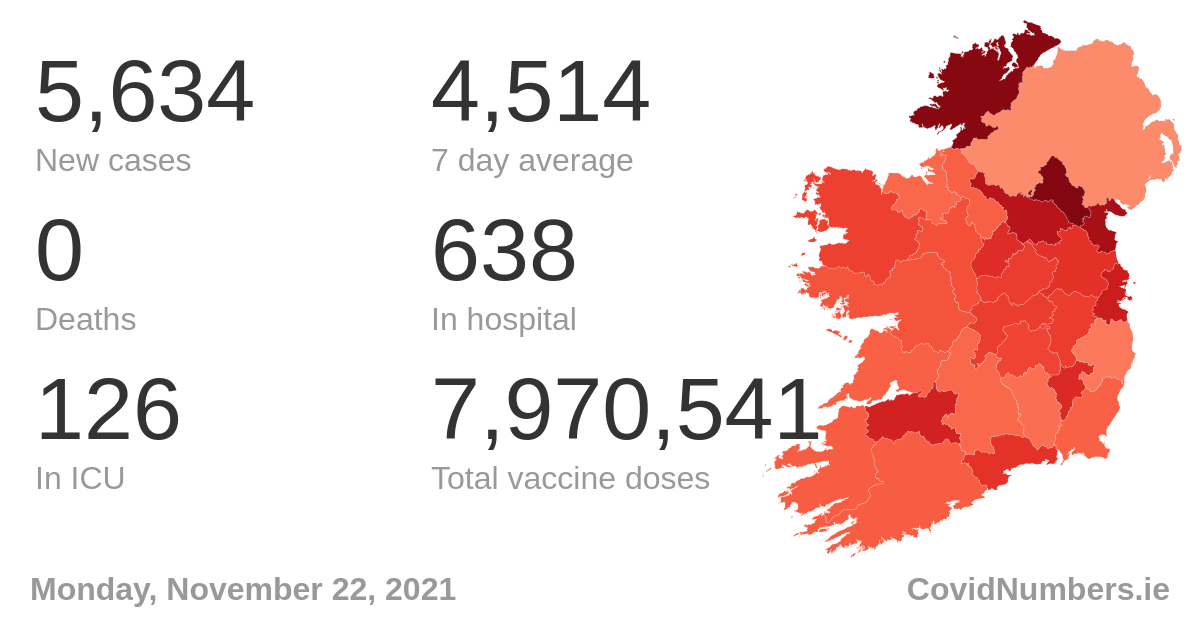 5,634
New cases
4,514
7 day average
0
Deaths
638
In hospital
126
In ICU
7,970,541
Total vaccine doses
Monday, November 22, 2021
CovidNumbers.ie